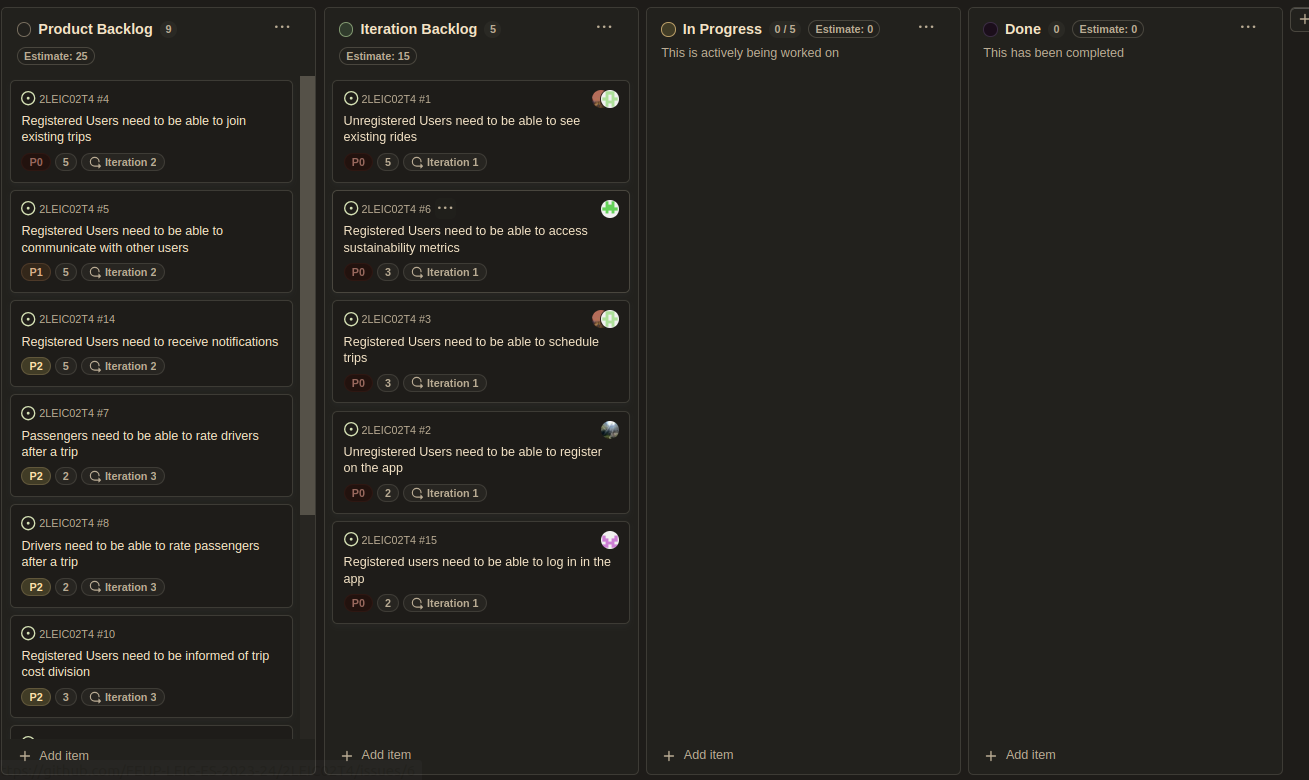 Product Backlog 9
Estimate: 25
2LEIC02T4 #4
Registered Users need to be able to join
existing trips
P0 5 Iteration 2
2LEIC02T4 #5
Registered Users need to be able to
communicate with other users
P1 5 Iteration 2
2LEIC02T4 #14
Registered Users need to receive notifications
P2 5 Iteration 2
2LEIC02T4 #7
Passengers need to be able to rate drivers
after a trip
P2 2 Iteration 3
2LEIC02T4 #8
Drivers need to be able to rate passengers
after a trip
P2 2 Iteration 3
2LEIC02T4 #10
Registered Users need to be informed of trip
cost division
P2 3 Iteration 3
Add item
Iteration Backlog 5
Estimate: 15
2LEIC02T4 #1
Unregistered Users need to be able to see
existing rides
P0 5 Iteration 1
2LEIC02T4 #6
Registered Users need to be able to access
sustainability metrics
P0 3 Iteration 1
2LEIC02T4 #3
Registered Users need to be able to schedule
trips
P0 3 Iteration 1
2LEIC02T4 #2
Unregistered Users need to be able to register
on the app
P0 2 Iteration 1
2LEIC02T4 #15
Registered users need to be able to log in in the
app
P0 2 Iteration 1
Add item
In Progress 0 / 5 Estimate: 0
This is actively being worked on
Add item
Done 0 Estimate: 0
This has been completed
Add item